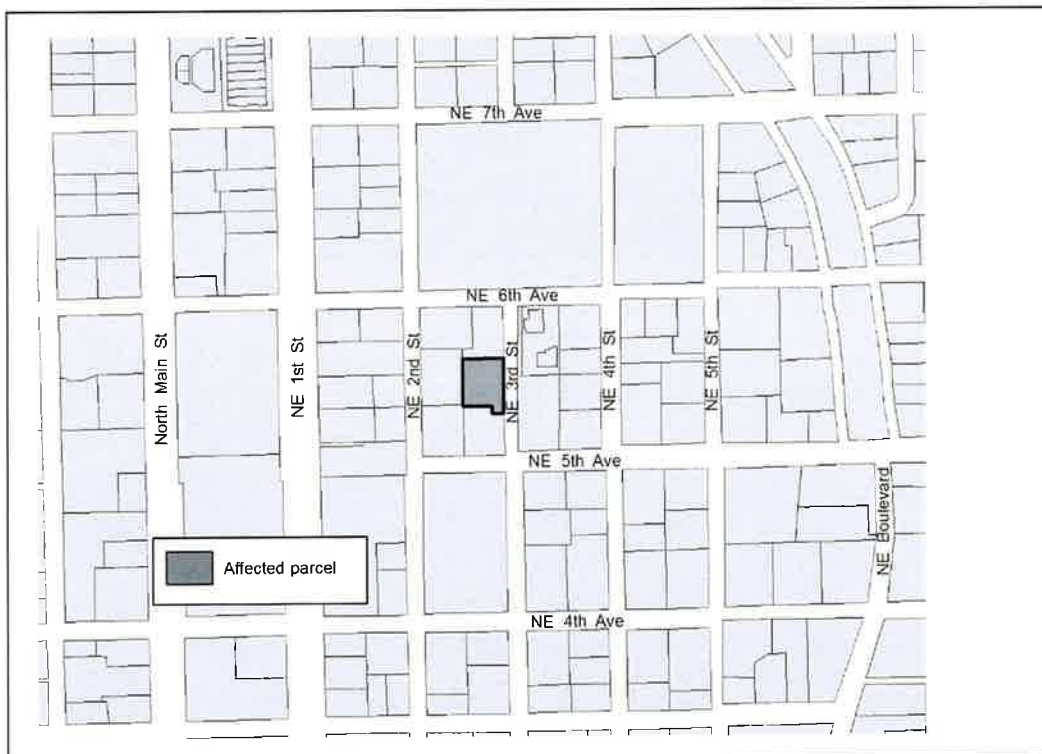 NE 7th Ave
NE 6th Ave
North Main St
NE 1st St
NE 2nd St
NE 3rd St
NE 4th St
NE 5th St
NE 5th Ave
NE Boulevard
Affected parcel
NE 4th Ave